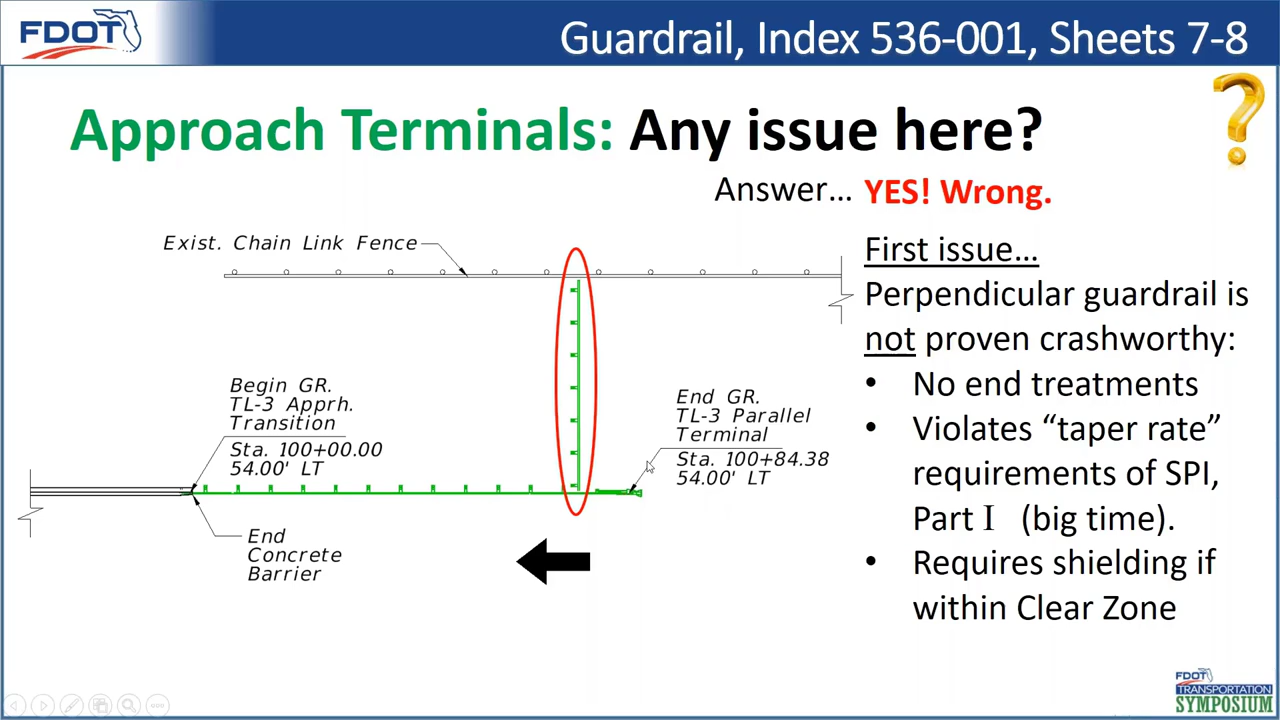 FDOT
Guardrail, Index 536-001, Sheets 7-8
Approach Terminals: Any issue here?
?
Answer... YES! Wrong.
Exist. Chain Link Fence
First issue...
Perpendicular guardrail is
not proven crashworthy:
• No end treatments
• Violates “taper rate”
requirements of SPI,
Part I (big time).
• Requires shielding if
within Clear Zone
Begin GR.
TL-3 Apprh.
Transition
Sta. 100+00.00
54.00' LT
End GR.
TL-3 Parallel
Terminal
Sta. 100+84.38
54.00' LT
End
Concrete
Barrier
FDOT
TRANSPORTATION
SYMPOSIUM